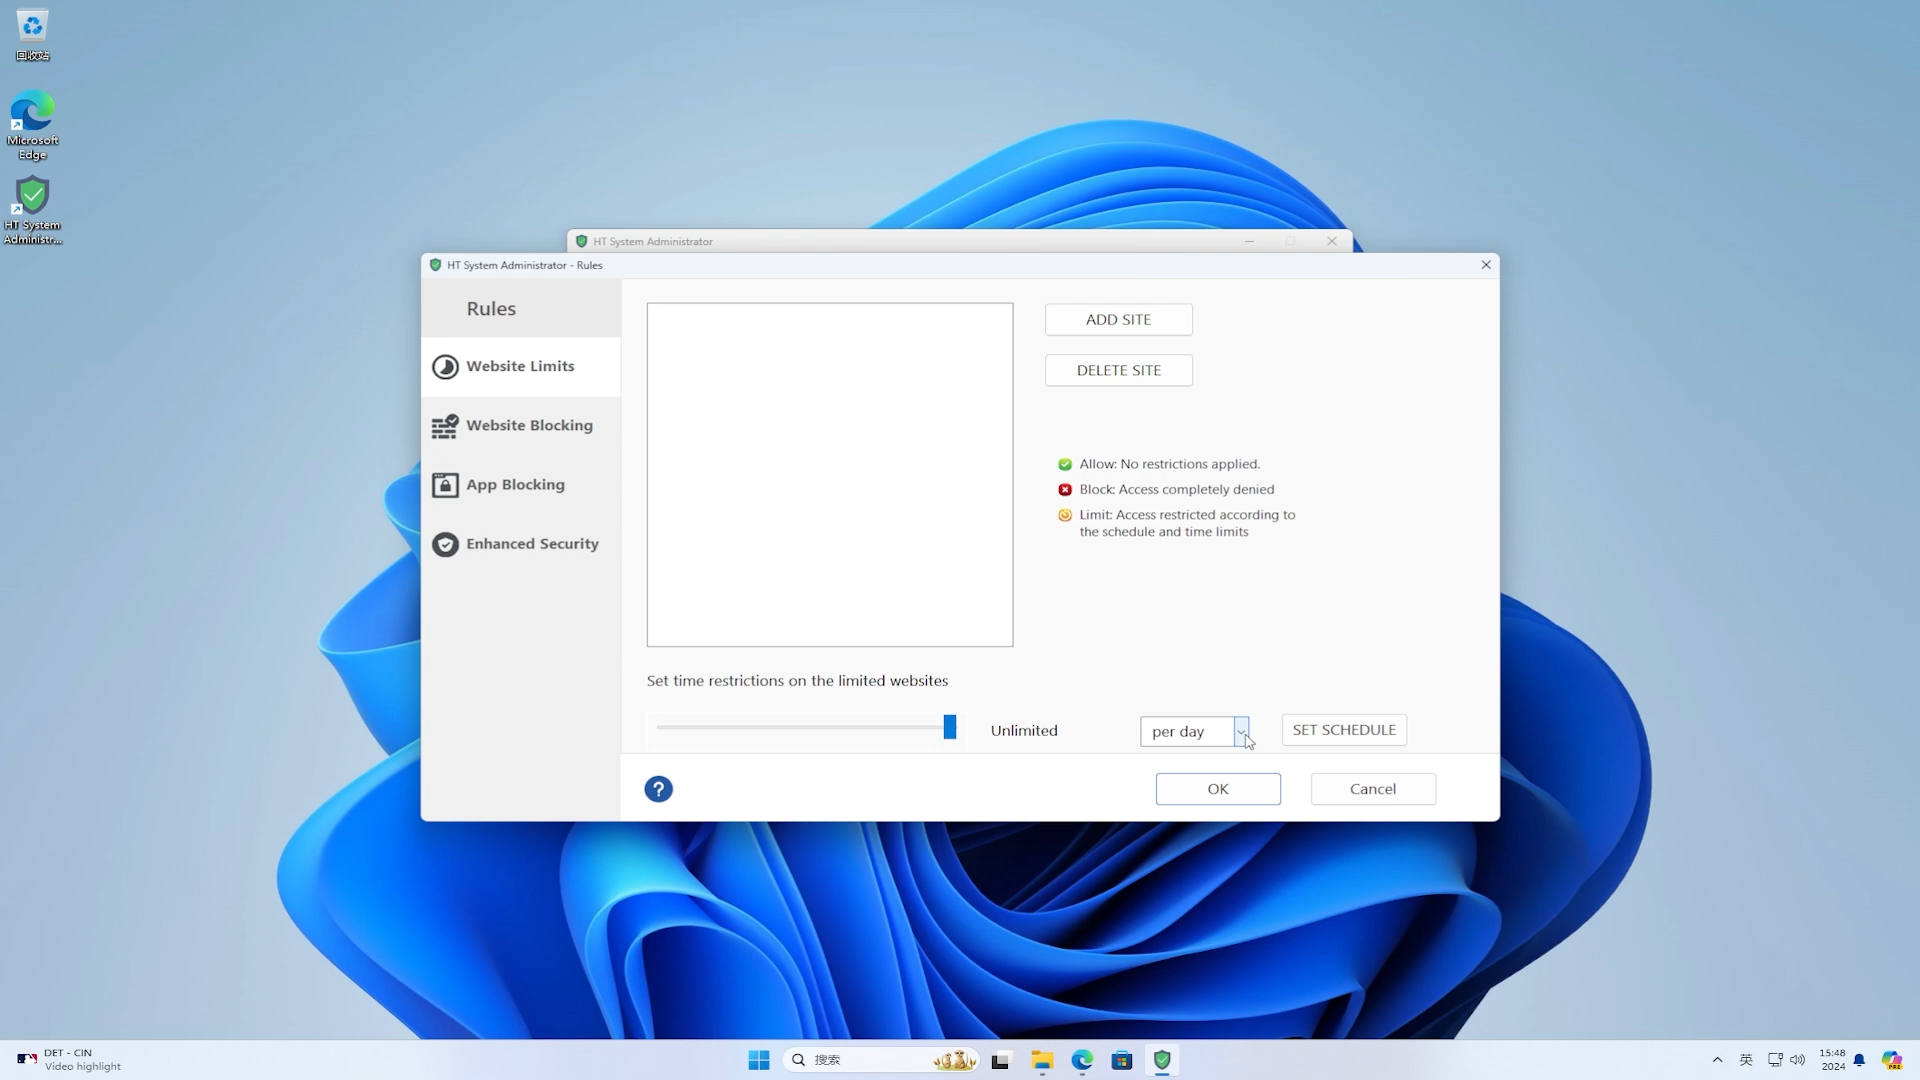 回收站
Microsoft
Edge
HT System
Administr...
HT System Administrator
HT System Administrator - Rules
Rules
Website Limits
Website Blocking
App Blocking
Enhanced Security
ADD SITE
DELETE SITE
Allow: No restrictions applied.
Block: Access completely denied
Limit: Access restricted according to
the schedule and time limits
Set time restrictions on the limited websites
Unlimited
per day
SET SCHEDULE
?
OK
Cancel
DET - CIN
Video highlight
搜索
英
15:48
2024
PRE